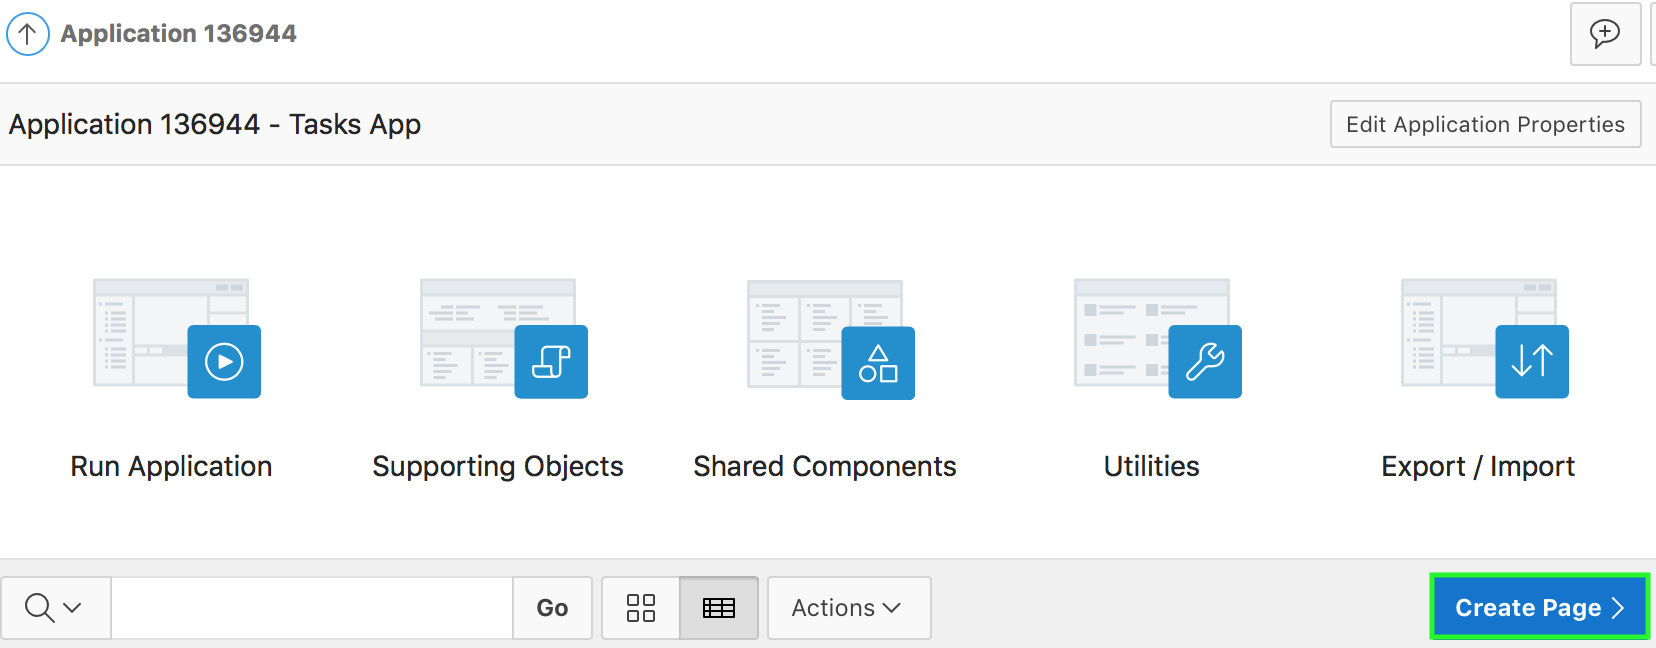 Application 136944
Application 136944 - Tasks App
Edit Application Properties
Run Application
Supporting Objects
Shared Components
Utilities
Export / Import
Go
Actions
Create Page